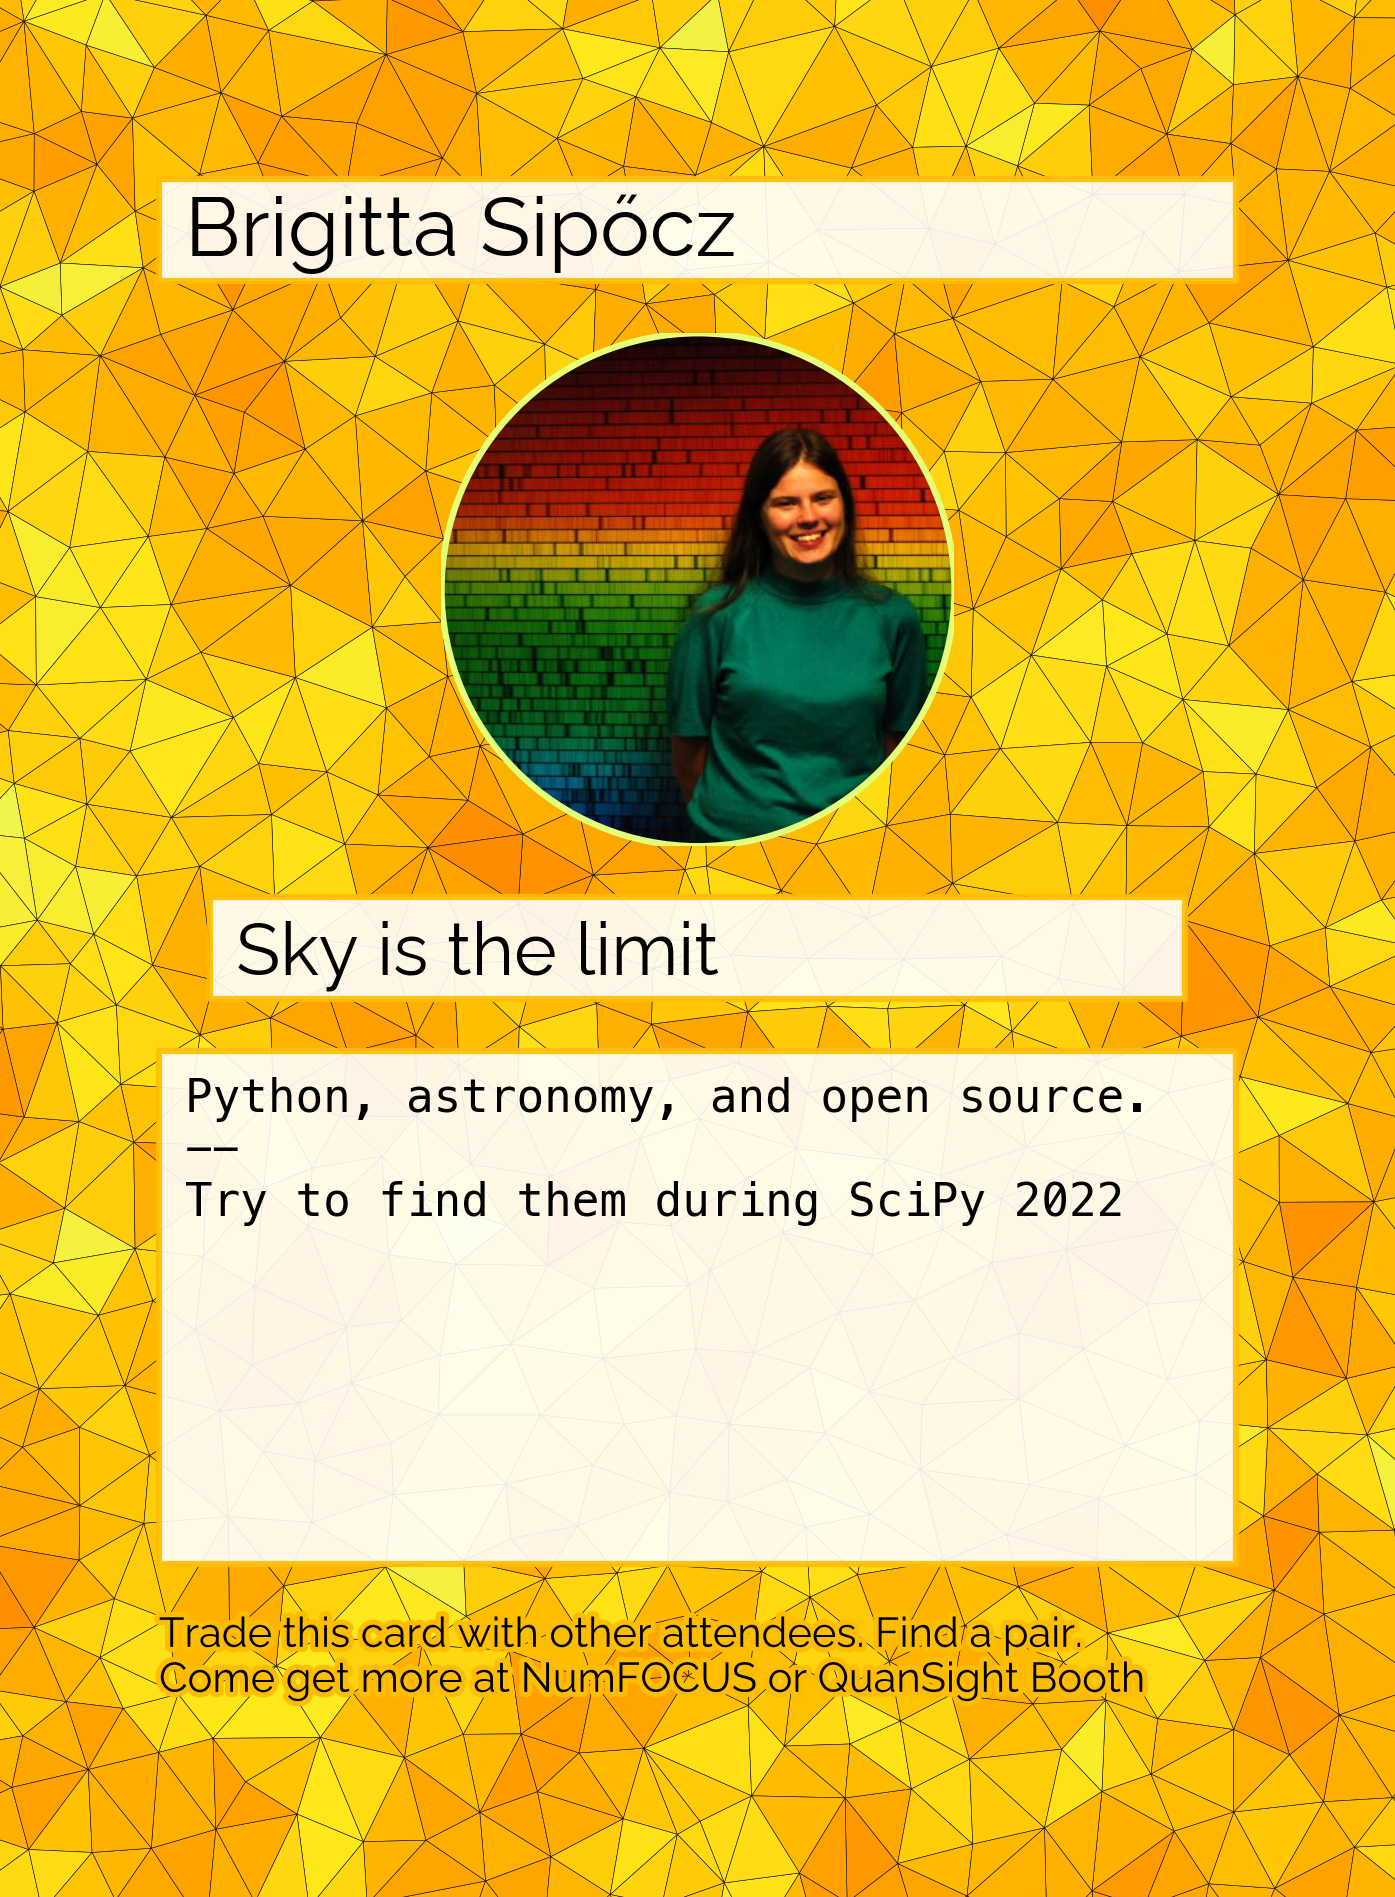 Brigitta Sipőcz
Sky is the limit
Python, astronomy, and open source.
--
Try to find them during SciPy 2022
Trade this card with other attendees. Find a pair.
Come get more at NumFOCUS or QuanSight Booth